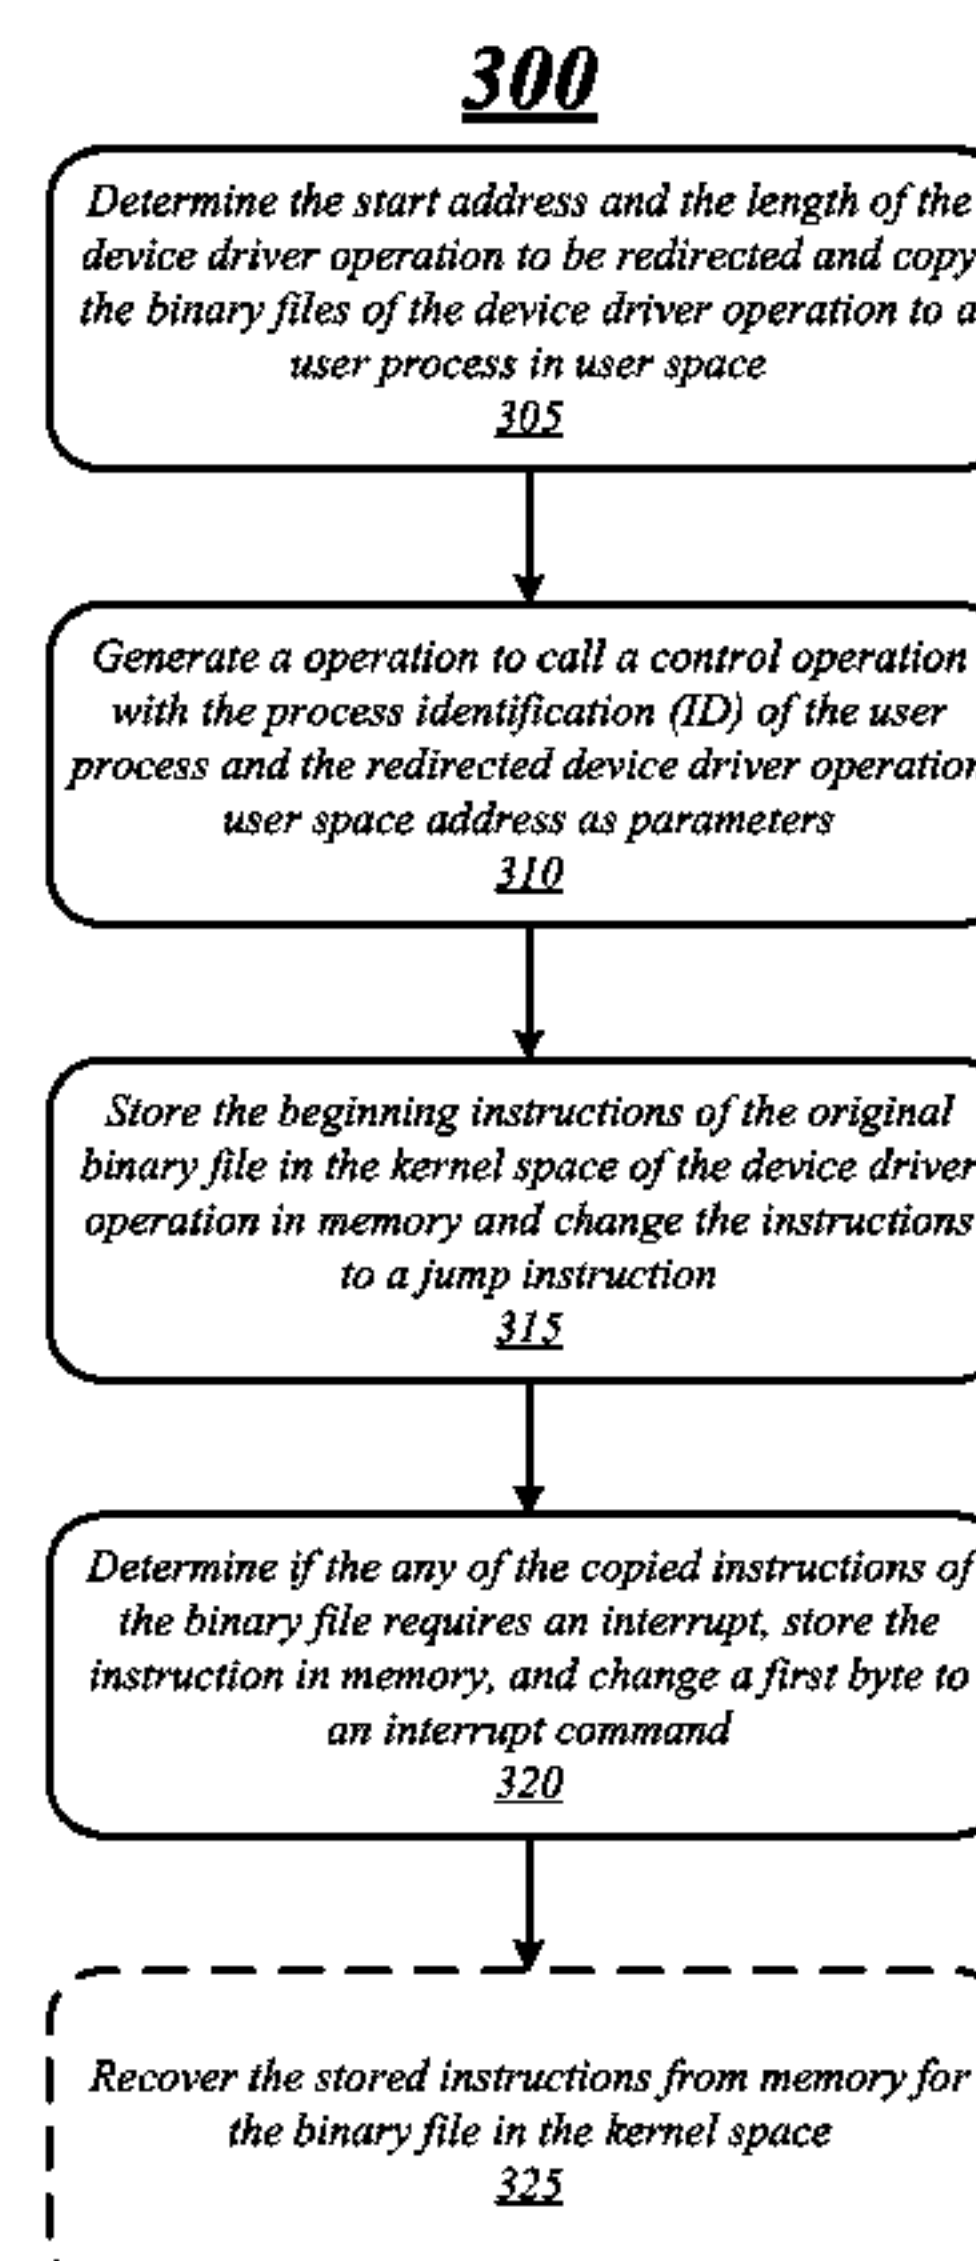 300
Determine the start address and the length of the
device driver operation to be redirected and copy
the binary files of the device driver operation to a
user process in user space
305
Generate a operation to call a control operation
with the process identification (ID) of the user
process and the redirected device driver operation
user space address as parameters
310
Store the beginning instructions of the original
binary file in the kernel space of the device driver
operation in memory and change the instructions
to a jump instruction
315
Determine if the any of the copied instructions of
the binary file requires an interrupt, store the
instruction in memory, and change a first byte to
an interrupt command
320
Recover the stored instructions from memory for
the binary file in the kernel space
325